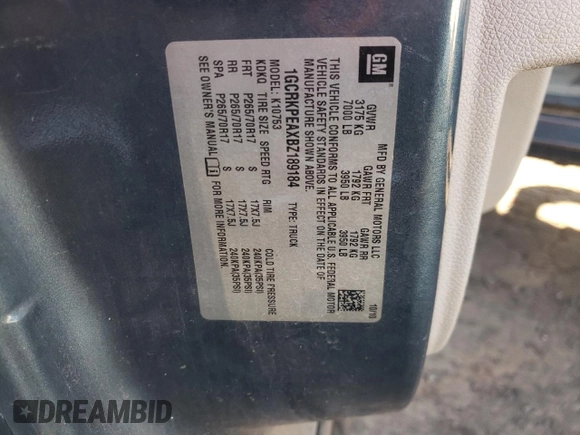 GM
MFD BY GENERAL MOTORS LLC
10/10
GVWR GAWR FRT GAWR RR
3175 KG 1792 KG 1792 KG
7000 LB 3950 LB 3950 LB
THIS VEHICLE CONFORMS TO ALL APPLICABLE U.S. FEDERAL MOTOR
VEHICLE SAFETY STANDARDS IN EFFECT ON THE DATE OF
MANUFACTURE SHOWN ABOVE.
1GCRKPEAXBZ189184 TYPE: TRUCK
MODEL: K10753
KDKQ TIRE SIZE SPEED RTG RIM COLD TIRE PRESSURE
FRT P265/70R17 S 17X7.5J 240KPA(35PSI)
RR P265/70R17 S 17X7.5J 240KPA(35PSI)
SPA P265/70R17 S 17X7.5J 240KPA(35PSI)
SEE OWNER'S MANUAL FOR MORE INFORMATION.
DREAMBID